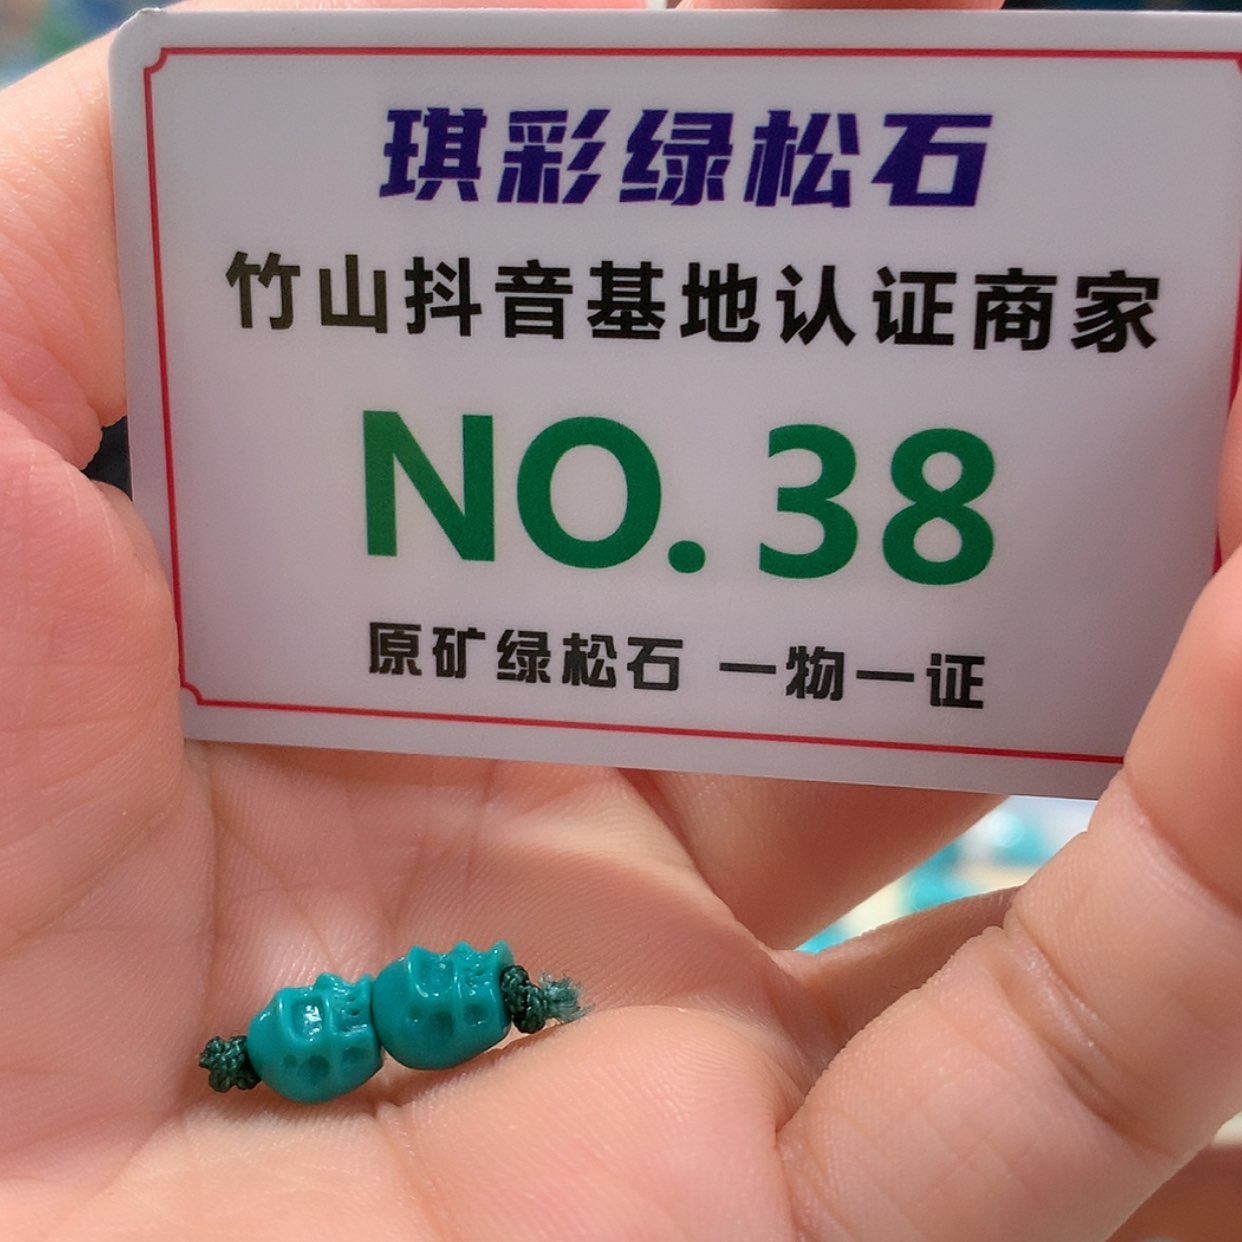 琪彩绿松石
竹山抖音基地认证商家
NO.38
原矿绿松石 一物一证